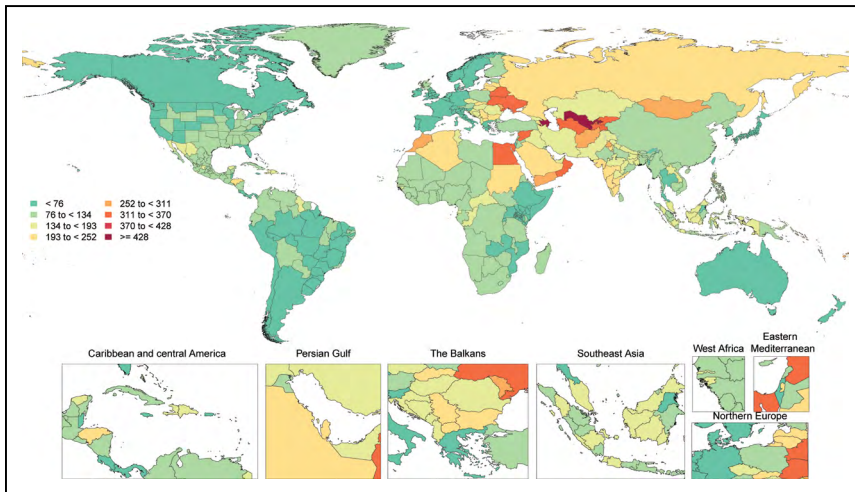 < 76
76 to < 134
134 to < 193
193 to < 252
252 to < 311
311 to < 370
370 to < 428
>= 428
Caribbean and central America
Persian Gulf
The Balkans
Southeast Asia
West Africa
Eastern
Mediterranean
Northern Europe